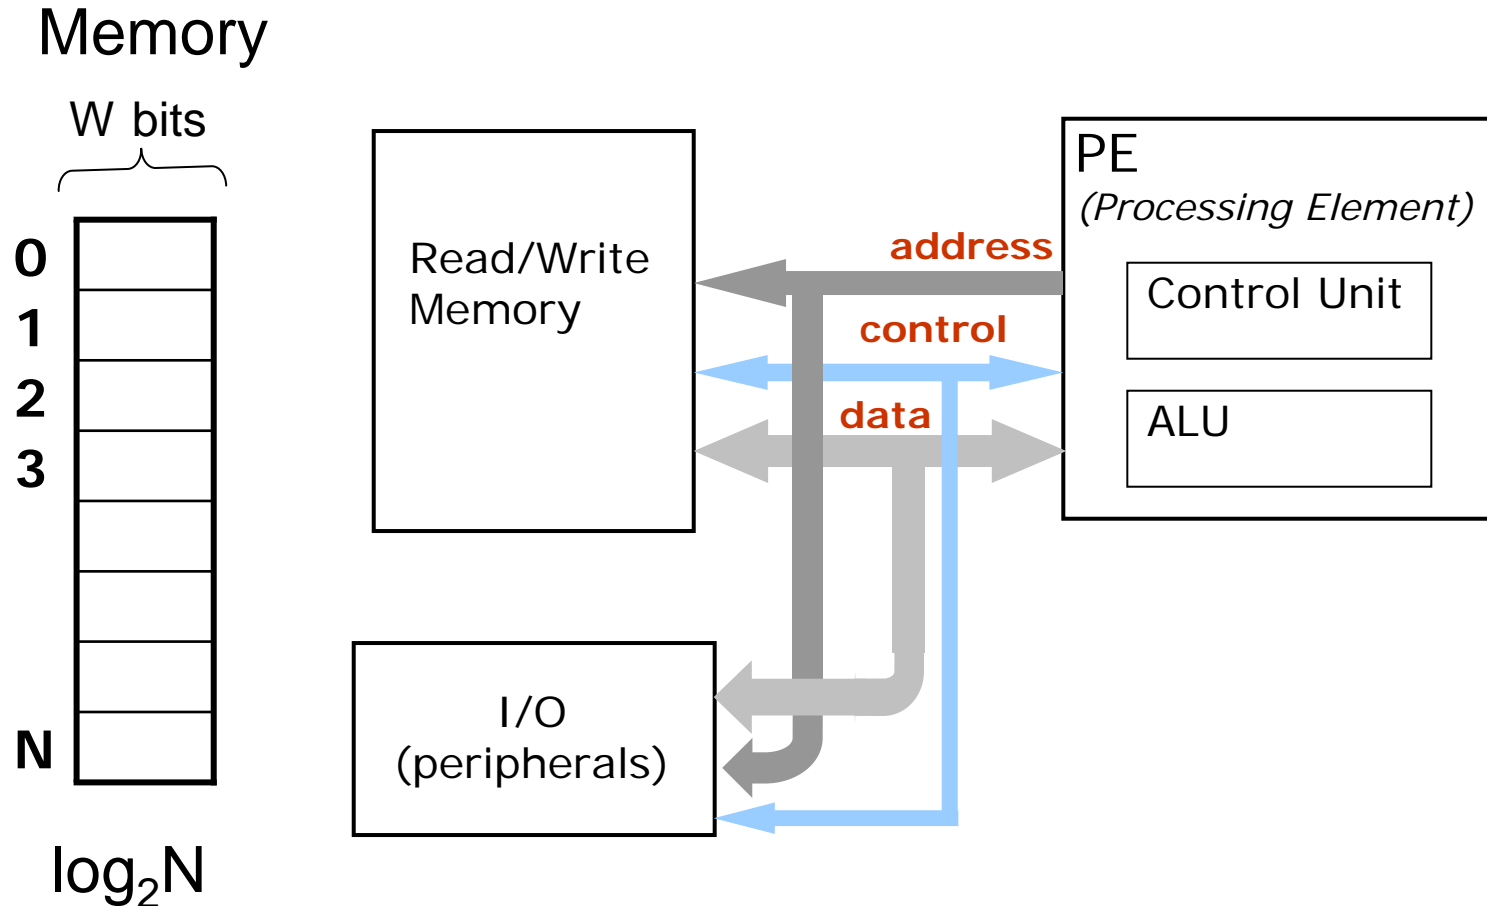 Memory
W bits
0
1
2
3
N
log₂N
Read/Write
Memory
I/O
(peripherals)
address
control
data
PE
(Processing Element)
Control Unit
ALU